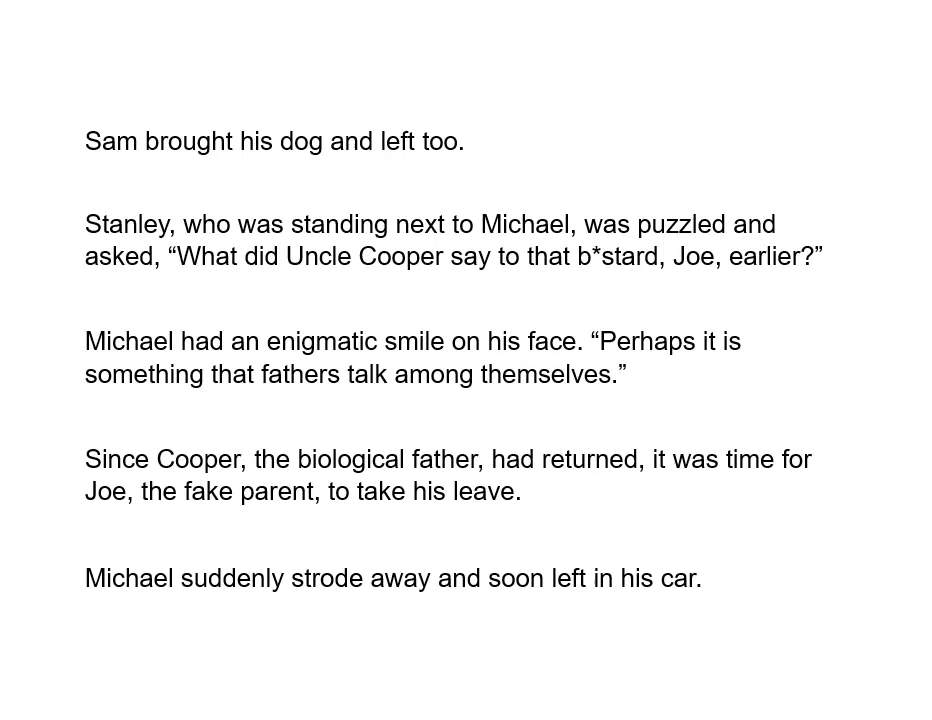 Sam brought his dog and left too.
Stanley, who was standing next to Michael, was puzzled and
asked, “What did Uncle Cooper say to that b*stard, Joe, earlier?”
Michael had an enigmatic smile on his face. “Perhaps it is
something that fathers talk among themselves.”
Since Cooper, the biological father, had returned, it was time for
Joe, the fake parent, to take his leave.
Michael suddenly strode away and soon left in his car.